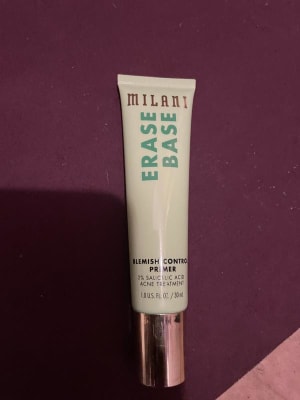 MILANI
ERASE
BASE
BLEMISH CONTROL
PRIMER
2% SALICYLIC ACID
ACNE TREATMENT
1.0 U.S. FL. OZ. / 30 mL